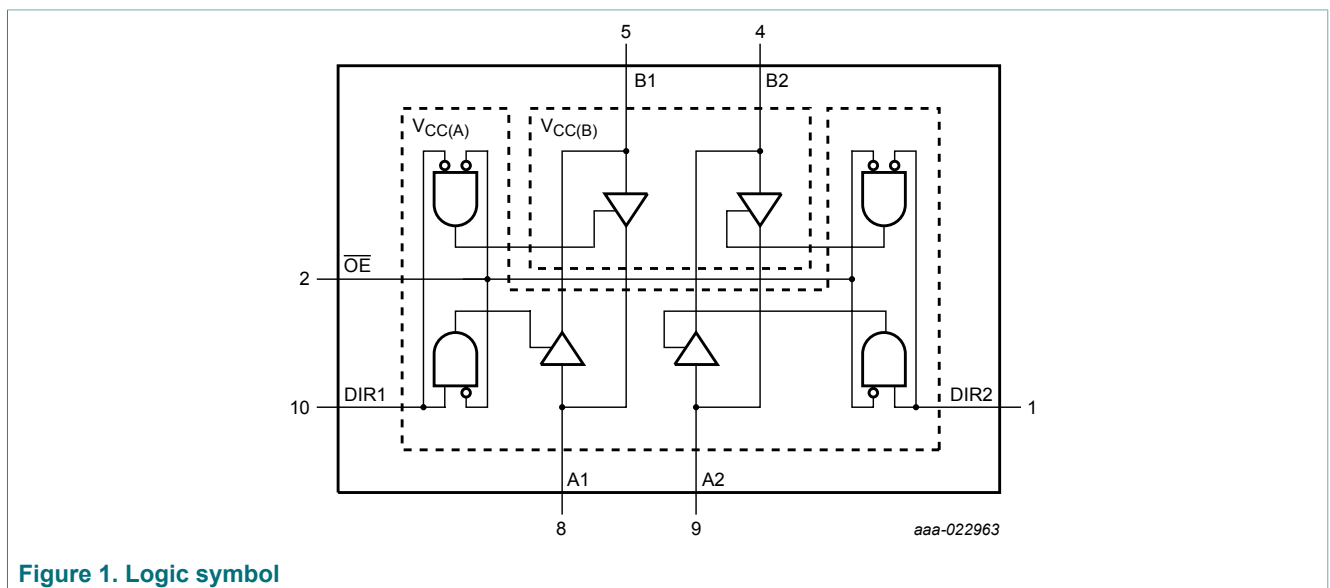 5 4
B1 B2
VCC(A) VCC(B)
2 OE
10 DIR1 DIR2 1
A1 A2
8 9
aaa-022963
Figure 1. Logic symbol